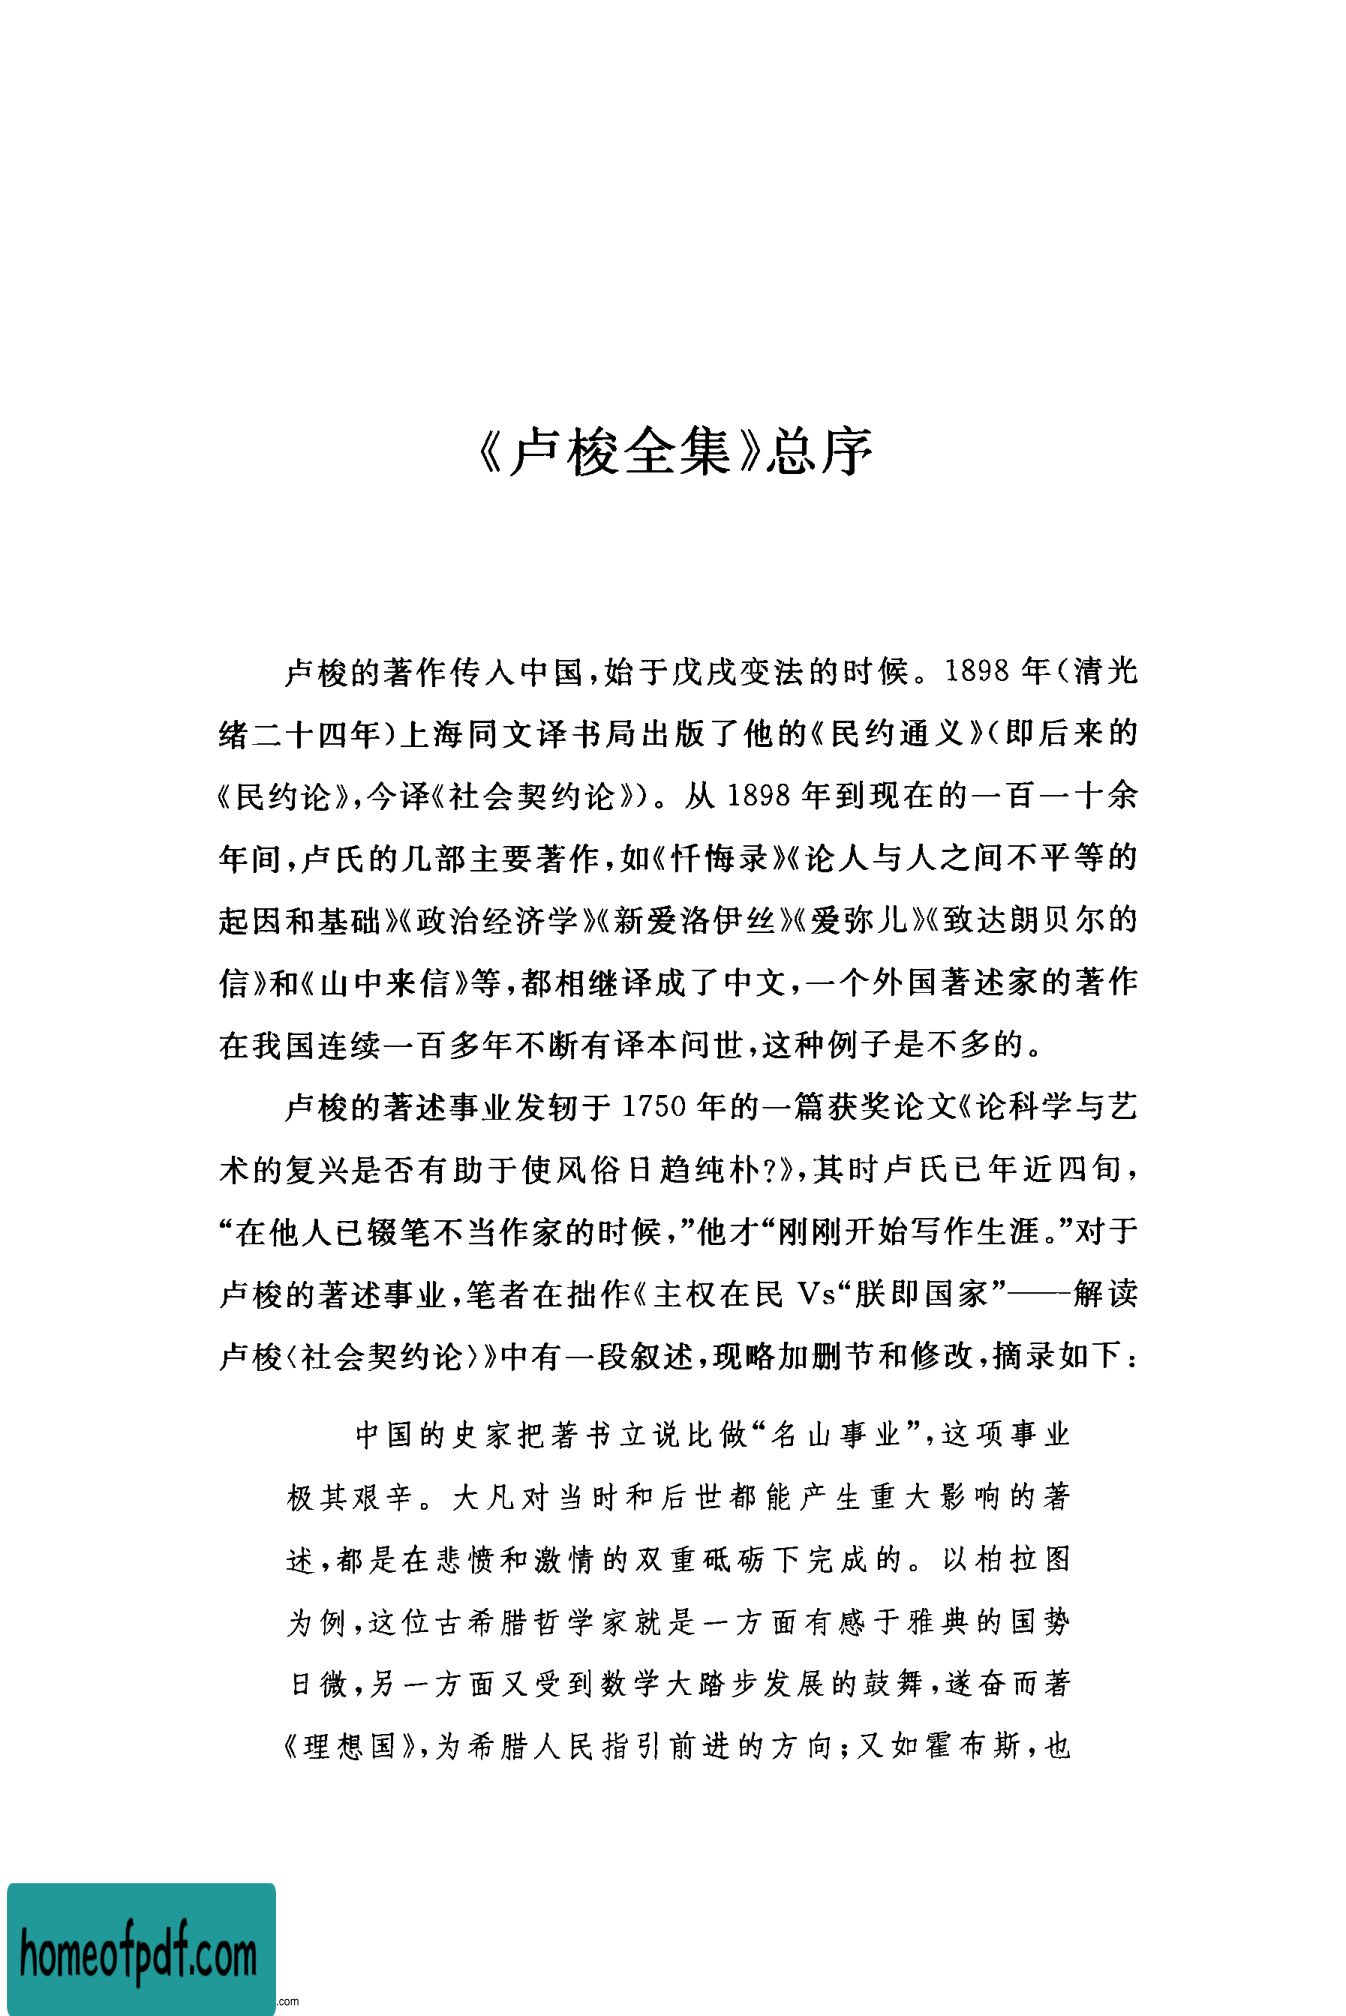 《卢梭全集》总序
卢梭的著作传入中国,始于戊戌变法的时候。1898 年(清光
绪二十四年)上海同文译书局出版了他的《民约通义》(即后来的
《民约论》,今译《社会契约论》)。从 1898 年到现在的一百一十余
年间,卢氏的几部主要著作,如《忏悔录》《论人与人之间不平等的
起因和基础》《政治经济学》《新爱洛伊丝》《爱弥儿》《致达朗贝尔的
信》和《山中来信》等,都相继译成了中文,一个外国著述家的著作
在我国连续一百多年不断有译本问世,这种例子是不多的。
卢梭的著述事业发轫于 1750 年的一篇获奖论文《论科学与艺
术的复兴是否有助于使风俗日趋纯朴?》,其时卢氏已年近四旬,
“在他人已辍笔不当作家的时候,”他才“刚刚开始写作生涯。”对于
卢梭的著述事业,笔者在拙作《主权在民 Vs“朕即国家”——解读
卢梭〈社会契约论〉》中有一段叙述,现略加删节和修改,摘录如下:
中国的史家把著书立说比做“名山事业”,这项事业
极其艰辛。大凡对当时和后世都能产生重大影响的著
述,都是在悲愤和激情的双重砥砺下完成的。以柏拉图
为例,这位古希腊哲学家就是一方面有感于雅典的国势
日微,另一方面又受到数学大踏步发展的鼓舞,遂奋而著
《理想国》,为希腊人民指引前进的方向;又如霍布斯,也
homeofpdf.com
.com